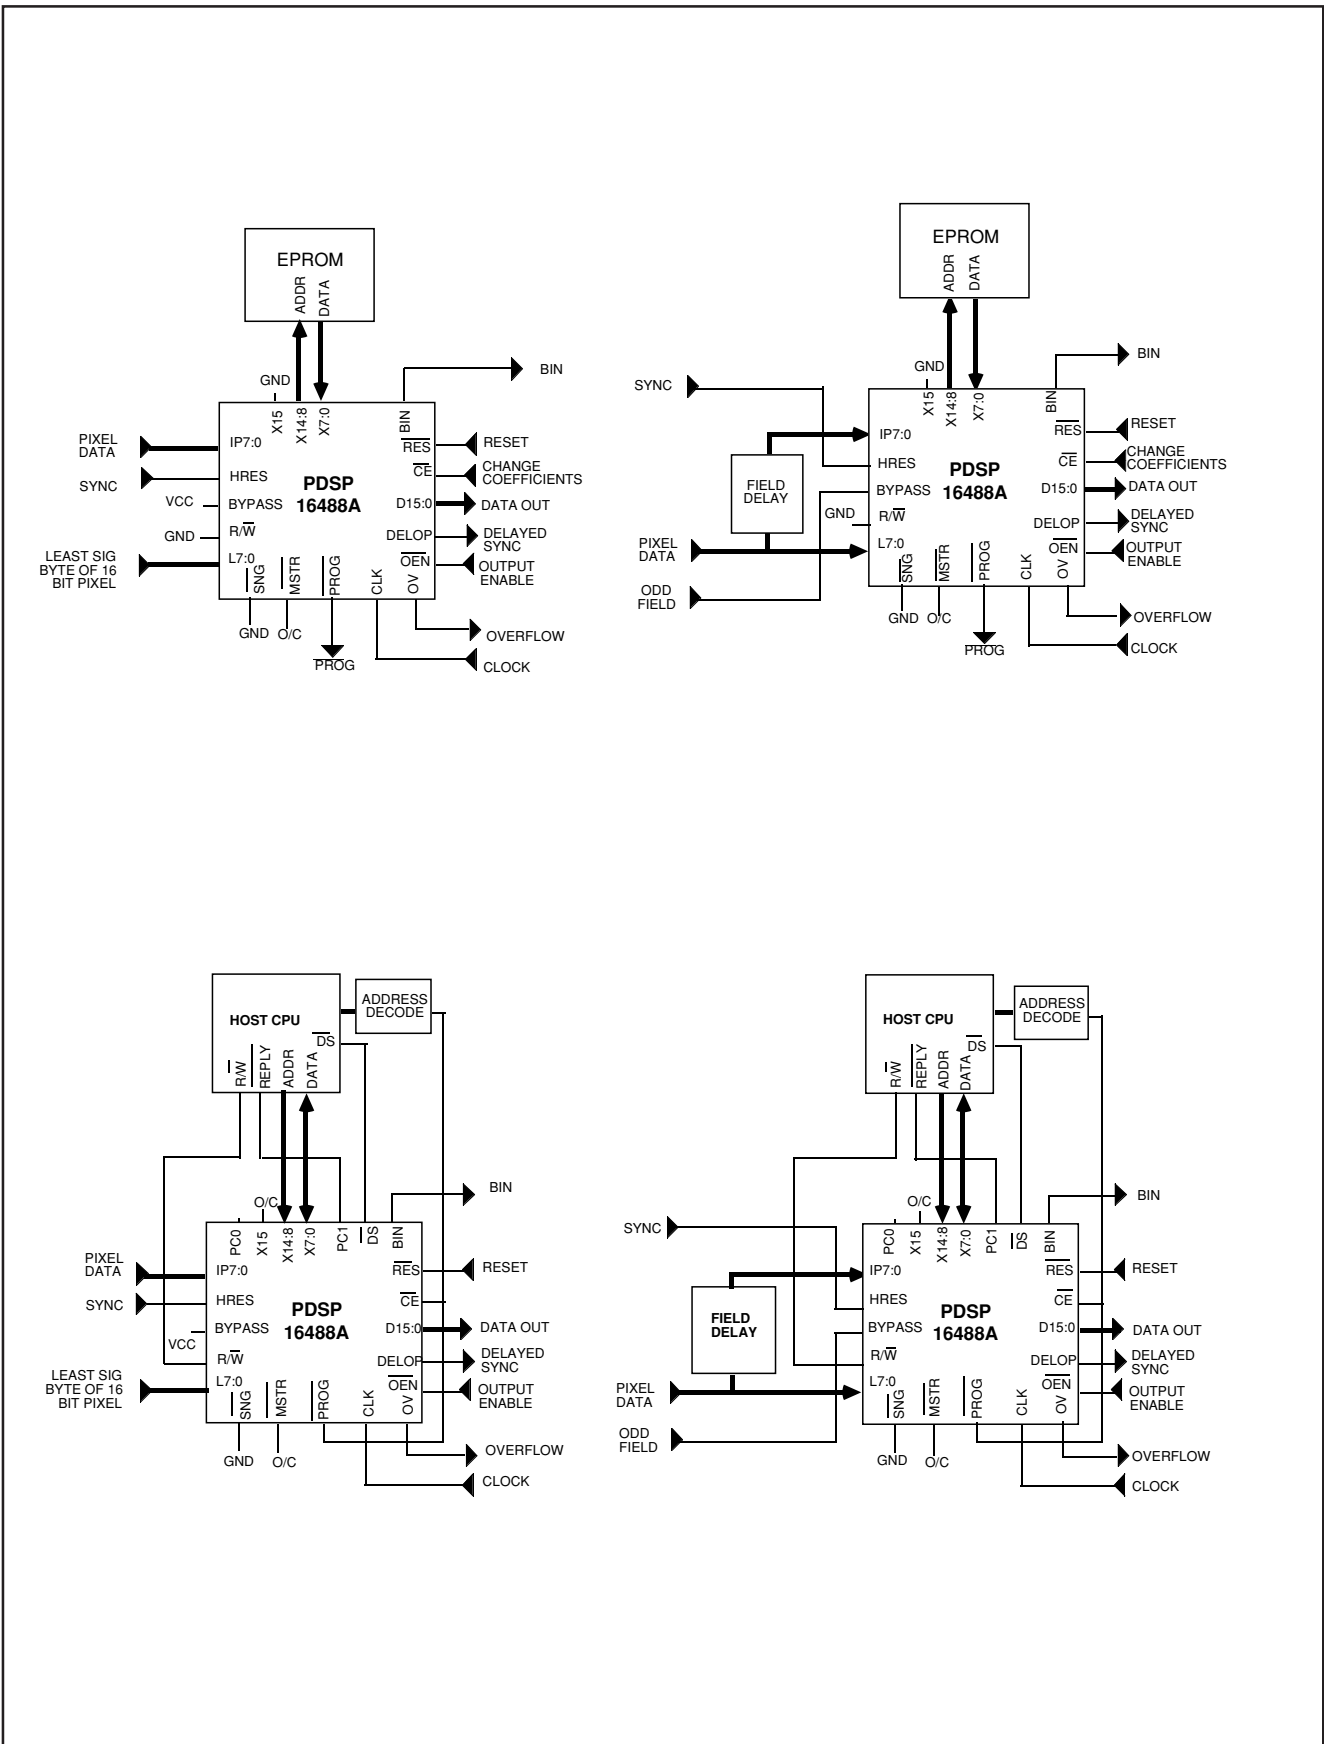 EPROM
ADDR
DATA
GND
BIN
X15
X14:8
X7:0
BIN
PIXEL
DATA
IP7:0
RES
RESET
SYNC
HRES
PDSP
16488A
CE
CHANGE
COEFFICIENTS
VCC
BYPASS
D15:0
DATA OUT
GND
R/W
DELOP
DELAYED
SYNC
LEAST SIG
BYTE OF 16
BIT PIXEL
L7:0
SNG
MSTR
PROG
CLK
OV
OEN
OUTPUT
ENABLE
GND
O/C
PROG
OVERFLOW
CLOCK
EPROM
ADDR
DATA
GND
BIN
SYNC
X15
X14:8
X7:0
BIN
IP7:0
RES
RESET
HRES
PDSP
16488A
CE
CHANGE
COEFFICIENTS
FIELD
DELAY
BYPASS
D15:0
DATA OUT
GND
R/W
DELOP
DELAYED
SYNC
PIXEL
DATA
L7:0
SNG
MSTR
PROG
CLK
OV
OEN
OUTPUT
ENABLE
ODD
FIELD
GND
O/C
PROG
OVERFLOW
CLOCK
HOST CPU
ADDRESS
DECODE
DS
R/W
REPLY
ADDR
DATA
O/C
BIN
PC0
X15
X14:8
X7:0
PC1
DS
BIN
PIXEL
DATA
IP7:0
RES
RESET
SYNC
HRES
PDSP
16488A
CE
VCC
BYPASS
D15:0
DATA OUT
R/W
DELOP
DELAYED
SYNC
LEAST SIG
BYTE OF 16
BIT PIXEL
L7:0
SNG
MSTR
PROG
CLK
OV
OEN
OUTPUT
ENABLE
GND
O/C
OVERFLOW
CLOCK
HOST CPU
ADDRESS
DECODE
DS
R/W
REPLY
ADDR
DATA
O/C
BIN
SYNC
PC0
X15
X14:8
X7:0
PC1
DS
BIN
IP7:0
RES
RESET
HRES
PDSP
16488A
CE
FIELD
DELAY
BYPASS
D15:0
DATA OUT
R/W
DELOP
DELAYED
SYNC
PIXEL
DATA
L7:0
SNG
MSTR
PROG
CLK
OV
OEN
OUTPUT
ENABLE
ODD
FIELD
GND
O/C
OVERFLOW
CLOCK